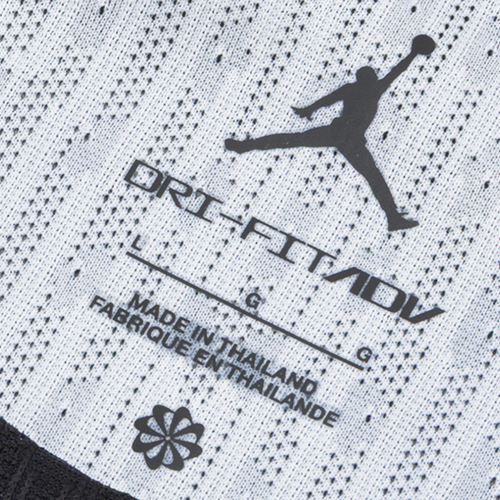 DRI-FIT ADV
L G G
MADE IN THAILAND
FABRIQUE EN THAILANDE